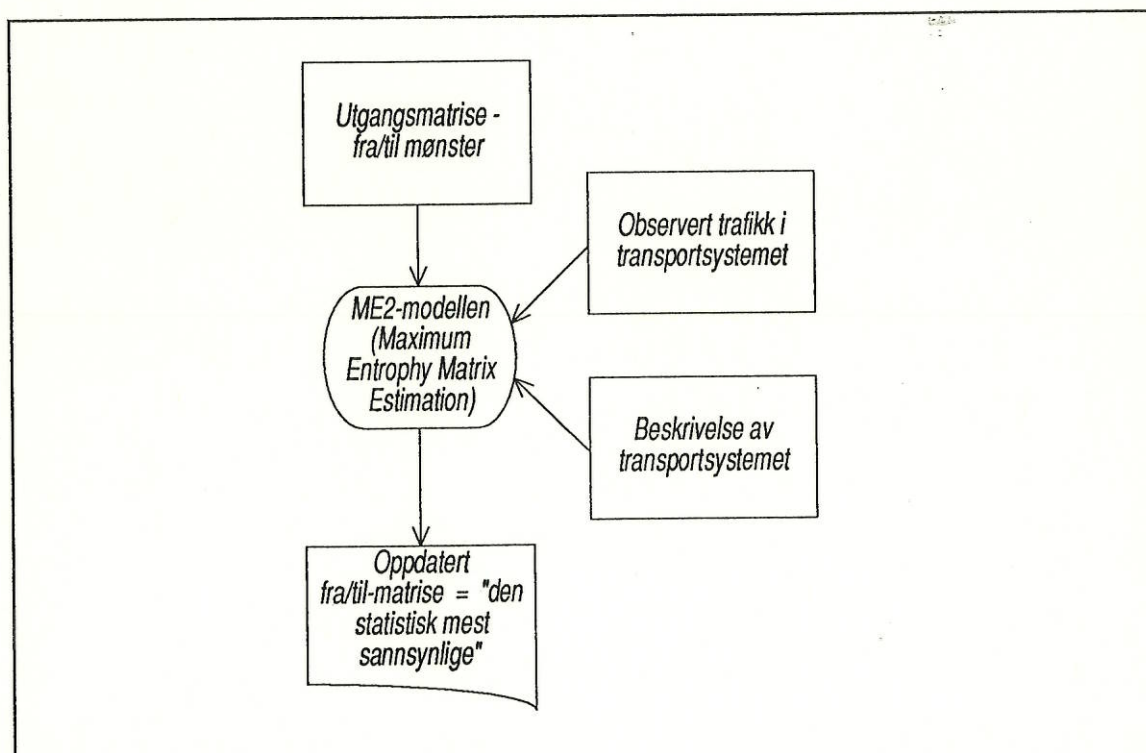 Utgangsmatrise -
fra/til mønster
Observert trafikk i
transportsystemet
ME2-modellen
(Maximum
Entrophy Matrix
Estimation)
Beskrivelse av
transportsystemet
Oppdatert
fra/til-matrise = "den
statistisk mest
sannsynlige"